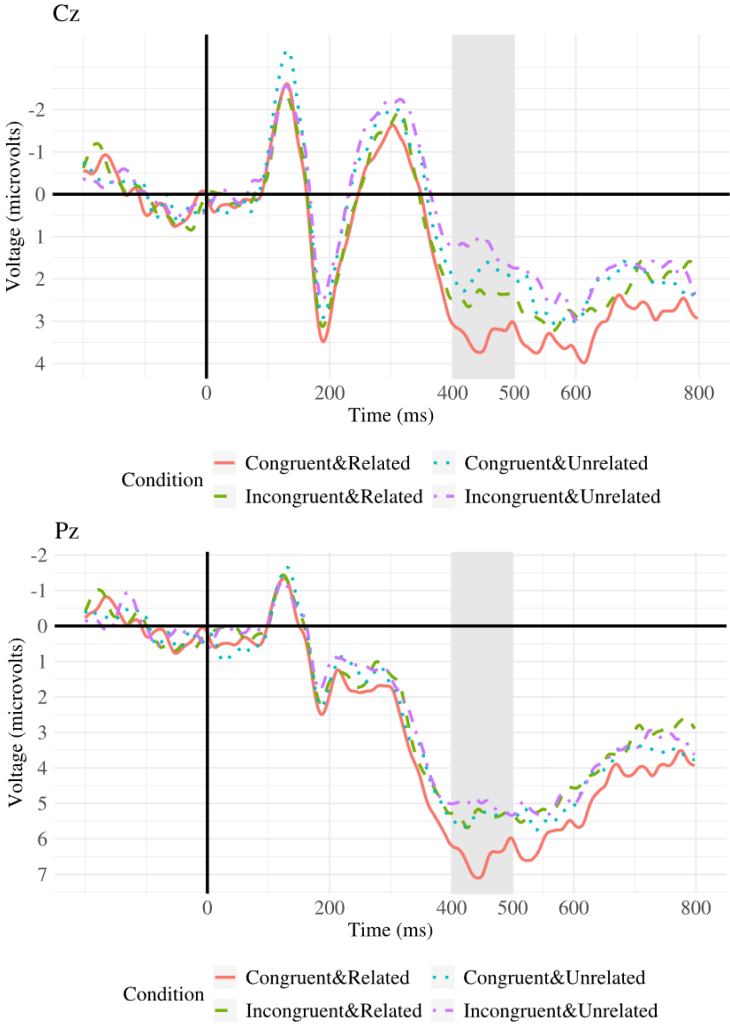 Cz
Voltage (microvolts)
-2
-1
0
1
2
3
4
0 200 400 500 600 800
Time (ms)
Condition
Congruent&Related Congruent&Unrelated
Incongruent&Related Incongruent&Unrelated
Pz
Voltage (microvolts)
-2
-1
0
1
2
3
4
5
6
7
0 200 400 500 600 800
Time (ms)
Condition
Congruent&Related Congruent&Unrelated
Incongruent&Related Incongruent&Unrelated